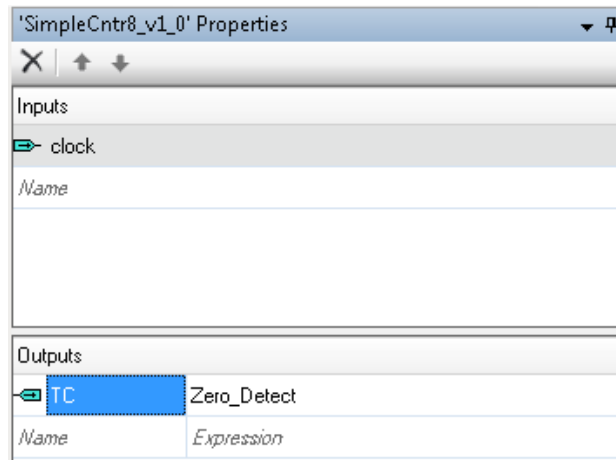 'SimpleCntr8_v1_0' Properties
Inputs
clock
Name
Outputs
TC Zero_Detect
Name Expression